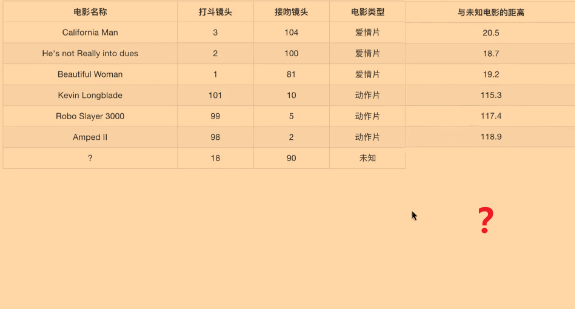 电影名称 打斗镜头 接吻镜头 电影类型 与未知电影的距离
California Man 3 104 爱情片 20.5
He's not Really into dues 2 100 爱情片 18.7
Beautiful Woman 1 81 爱情片 19.2
Kevin Longblade 101 10 动作片 115.3
Robo Slayer 3000 99 5 动作片 117.4
Amped II 98 2 动作片 118.9
? 18 90 未知
?